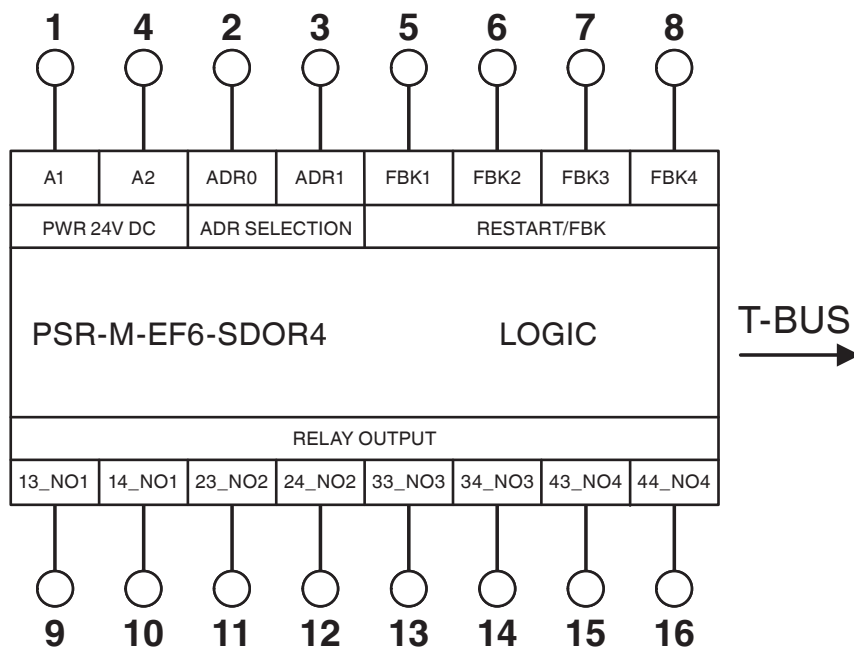 1 4 2 3 5 6 7 8
A1 A2 ADR0 ADR1 FBK1 FBK2 FBK3 FBK4
PWR 24V DC ADR SELECTION RESTART/FBK
PSR-M-EF6-SDOR4 LOGIC
T-BUS
RELAY OUTPUT
13_NO1 14_NO1 23_NO2 24_NO2 33_NO3 34_NO3 43_NO4 44_NO4
9 10 11 12 13 14 15 16